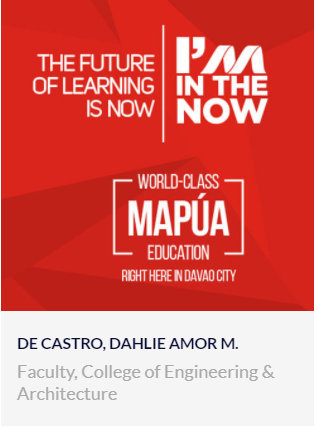 THE FUTURE
OF LEARNING
IS NOW
I'M
IN THE
NOW
WORLD-CLASS
MAPÚA
EDUCATION
RIGHT HERE IN DAVAO CITY
DE CASTRO, DAHLIE AMOR M.
Faculty, College of Engineering &
Architecture